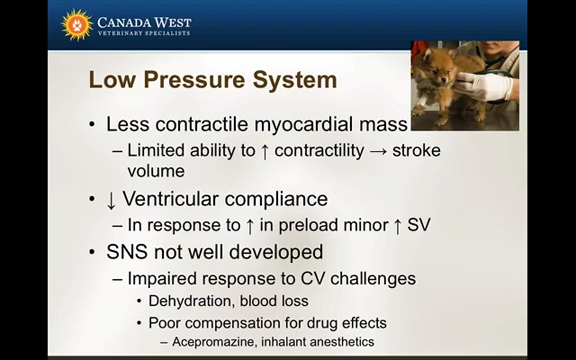 CANADA WEST
VETERINARY SPECIALISTS
Low Pressure System
• Less contractile myocardial mass
– Limited ability to ↑ contractility → stroke
volume
• ↓ Ventricular compliance
– In response to ↑ in preload minor ↑ SV
• SNS not well developed
– Impaired response to CV challenges
• Dehydration, blood loss
• Poor compensation for drug effects
– Acepromazine, inhalant anesthetics